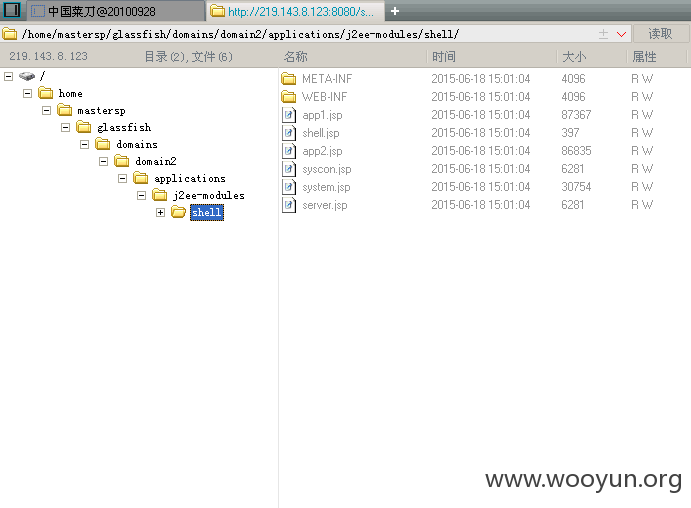 中国菜刀@20100928
http://219.143.8.123:8080/s...
/home/mastersp/glassfish/domains/domain2/applications/j2ee-modules/shell/
读取
219.143.8.123
目录(2),文件(6)
名称 时间 大小 属性
/
home
mastersp
glassfish
domains
domain2
applications
j2ee-modules
shell
META-INF 2015-06-18 15:01:04 4096 R W
WEB-INF 2015-06-18 15:01:04 4096 R W
app1.jsp 2015-06-18 15:01:04 87367 R W
shell.jsp 2015-06-18 15:01:04 397 R W
app2.jsp 2015-06-18 15:01:04 86835 R W
syscon.jsp 2015-06-18 15:01:04 6281 R W
system.jsp 2015-06-18 15:01:04 30754 R W
server.jsp 2015-06-18 15:01:04 6281 R W
www.wooyun.org